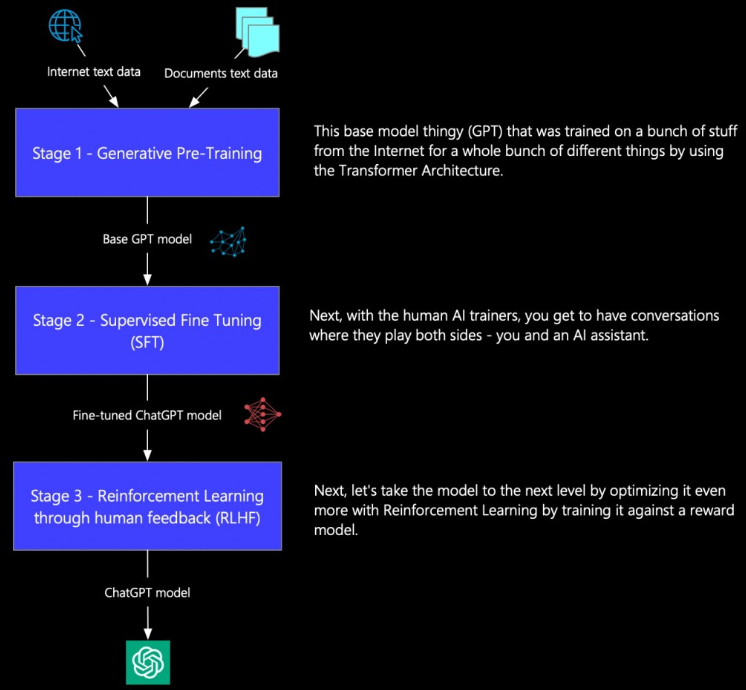 Internet text data
Documents text data
Stage 1 - Generative Pre-Training
This base model thingy (GPT) that was trained on a bunch of stuff
from the Internet for a whole bunch of different things by using
the Transformer Architecture.
Base GPT model
Stage 2 - Supervised Fine Tuning
(SFT)
Next, with the human AI trainers, you get to have conversations
where they play both sides - you and an AI assistant.
Fine-tuned ChatGPT model
Stage 3 - Reinforcement Learning
through human feedback (RLHF)
Next, let's take the model to the next level by optimizing it even
more with Reinforcement Learning by training it against a reward
model.
ChatGPT model